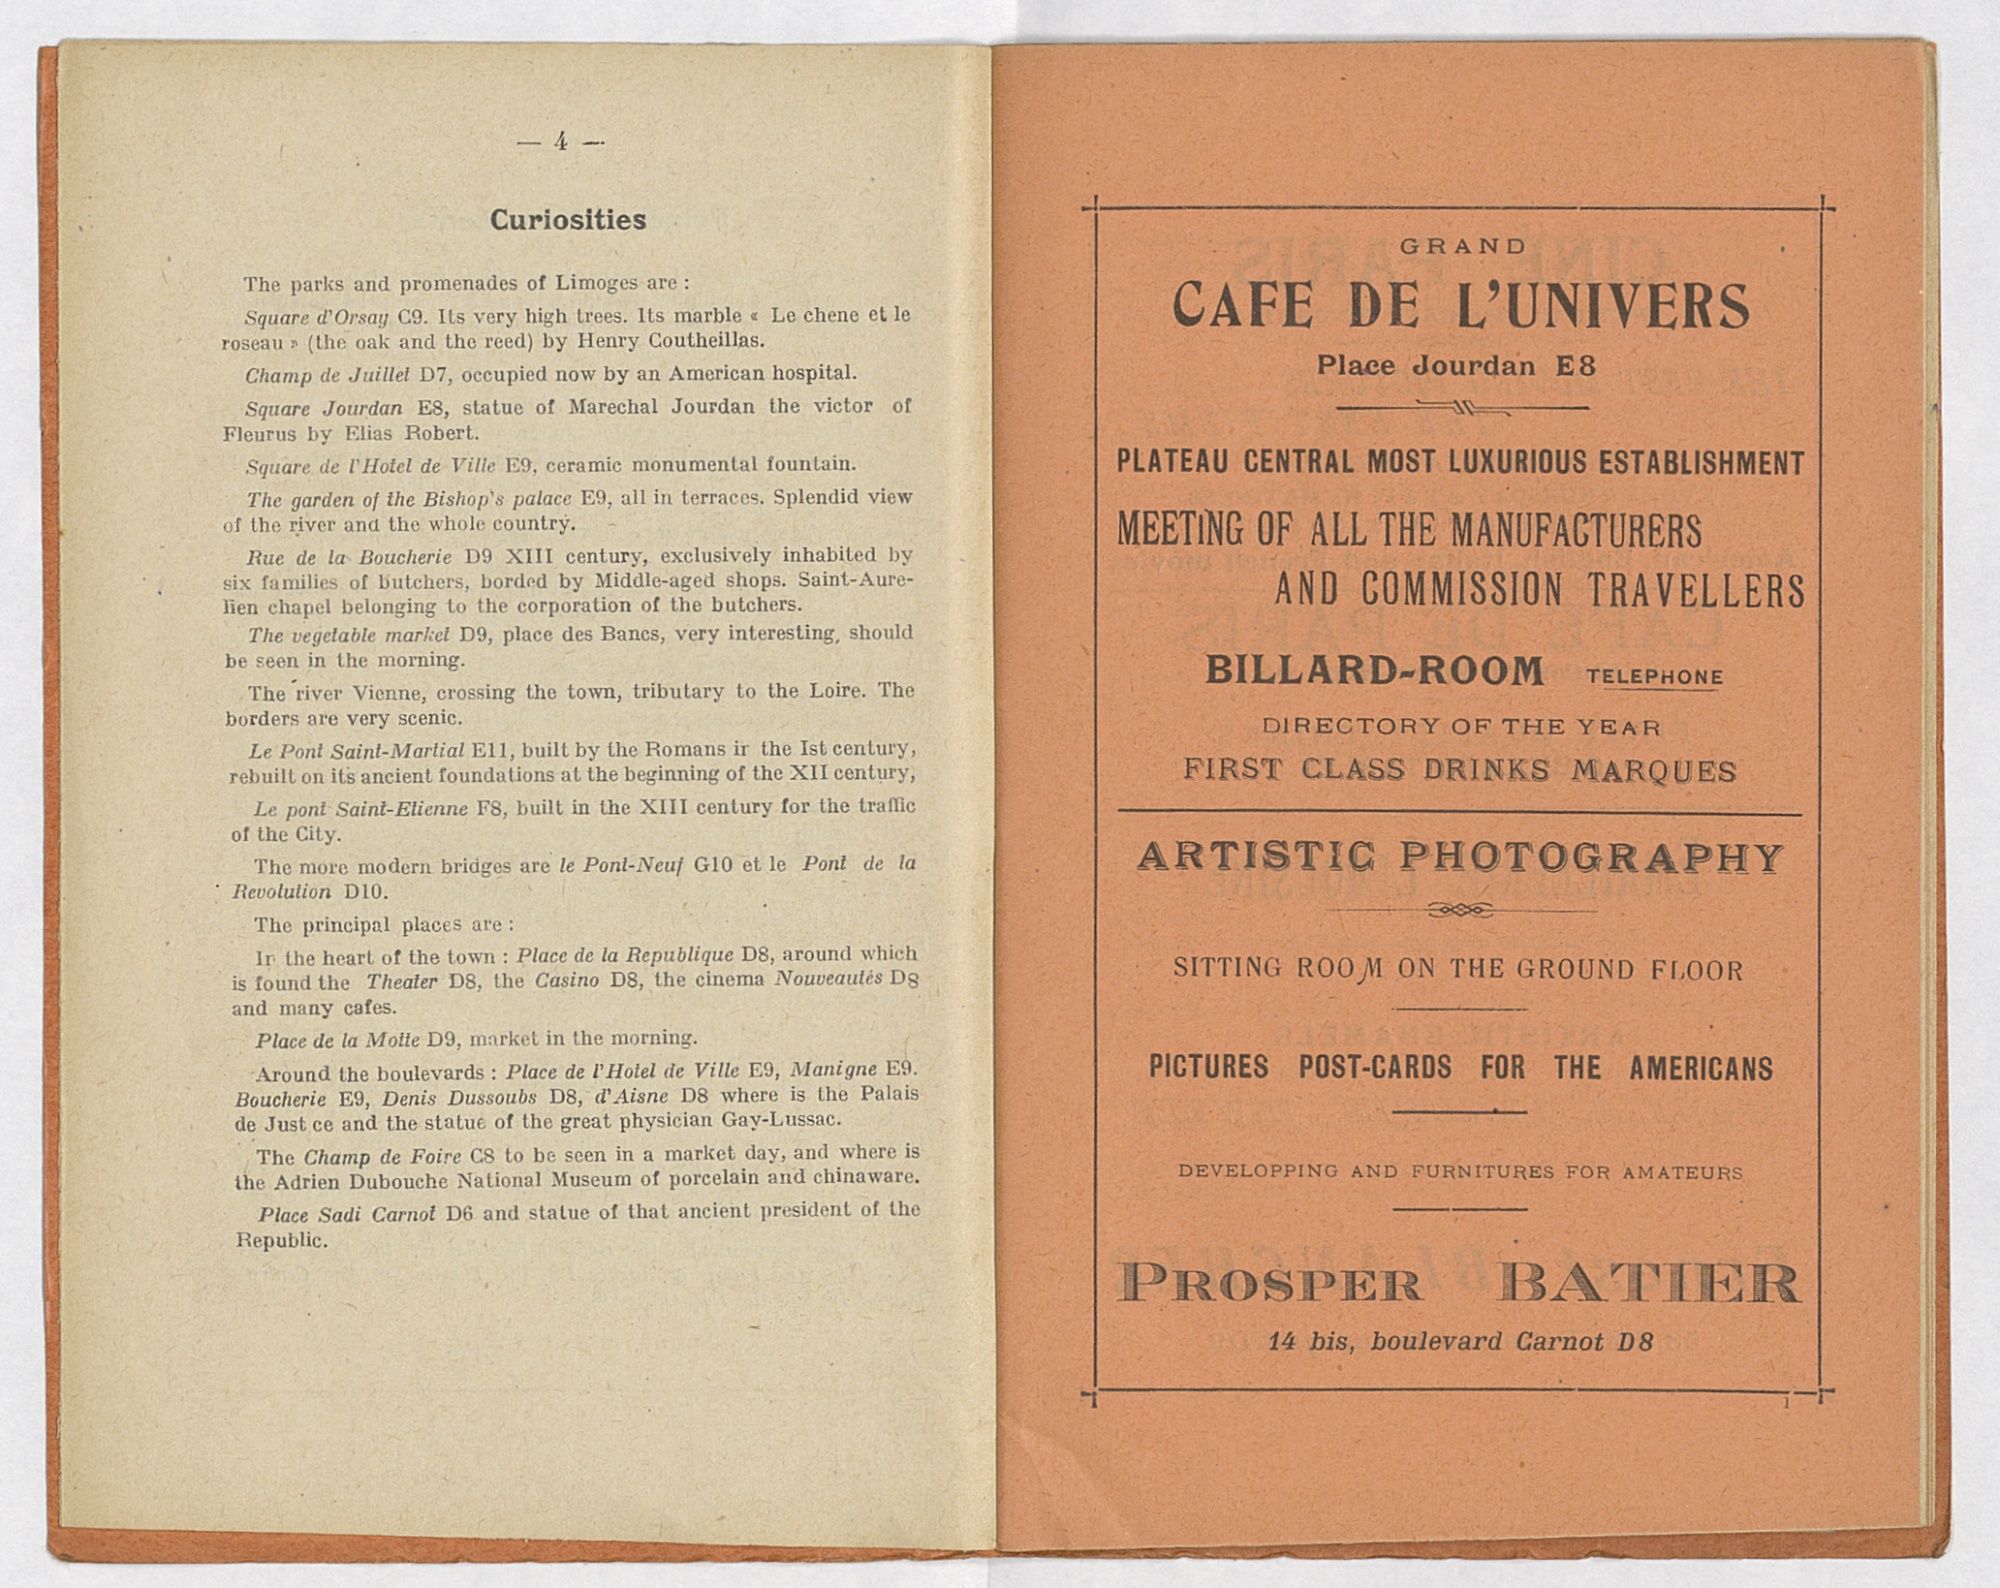 — 4 —
Curiosities
The parks and promenades of Limoges are :
Square d'Orsay C9. Its very high trees. Its marble « Le chene et le
roseau » (the oak and the reed) by Henry Coutheillas.
Champ de Juillet D7, occupied now by an American hospital.
Square Jourdan E8, statue of Marechal Jourdan the victor of
Fleurus by Elias Robert.
Square de l'Hotel de Ville E9, ceramic monumental fountain.
The garden of the Bishop's palace E9, all in terraces. Splendid view
of the river and the whole country.
Rue de la Boucherie D9 XIII century, exclusively inhabited by
six families of butchers, borded by Middle-aged shops. Saint-Aure-
lien chapel belonging to the corporation of the butchers.
The vegetable market D9, place des Bancs, very interesting, should
be seen in the morning.
The river Vienne, crossing the town, tributary to the Loire. The
borders are very scenic.
Le Pont Saint-Martial E11, built by the Romans ir the Ist century,
rebuilt on its ancient foundations at the beginning of the XII century,
Le pont Saint-Etienne F8, built in the XIII century for the traffic
of the City.
The more modern bridges are le Pont-Neuf G10 et le Pont de la
Revolution D10.
The principal places are :
Ir the heart of the town : Place de la Republique D8, around which
is found the Theater D8, the Casino D8, the cinema Nouveautés D8
and many cafes.
Place de la Motte D9, market in the morning.
Around the boulevards : Place de l'Hotel de Ville E9, Manigne E9.
Boucherie E9, Denis Dussoubs D8, d'Aisne D8 where is the Palais
de Just ce and the statue of the great physician Gay-Lussac.
The Champ de Foire C8 to be seen in a market day, and where is
the Adrien Dubouche National Museum of porcelain and chinaware.
Place Sadi Carnot D6 and statue of that ancient president of the
Republic.
GRAND
CAFE DE L'UNIVERS
Place Jourdan E8
PLATEAU CENTRAL MOST LUXURIOUS ESTABLISHMENT
MEETING OF ALL THE MANUFACTURERS
AND COMMISSION TRAVELLERS
BILLARD-ROOM TELEPHONE
DIRECTORY OF THE YEAR
FIRST CLASS DRINKS MARQUES
ARTISTIC PHOTOGRAPHY
SITTING ROOM ON THE GROUND FLOOR
PICTURES POST-CARDS FOR THE AMERICANS
DEVELOPPING AND FURNITURES FOR AMATEURS
PROSPER BATIER
14 bis, boulevard Carnot D8